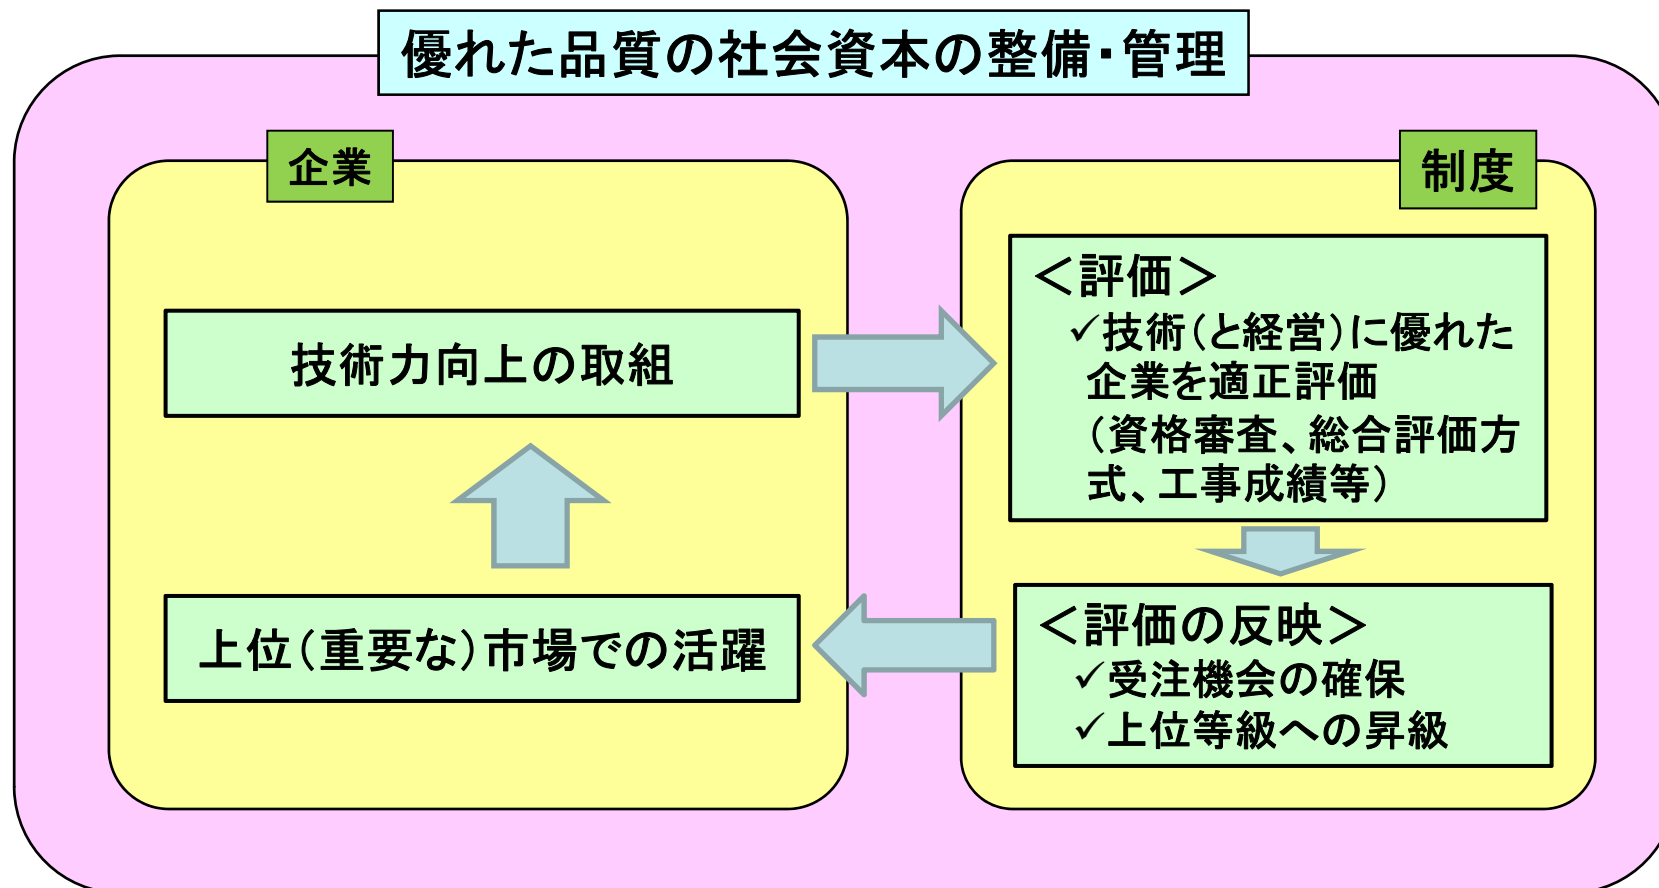 優れた品質の社会資本の整備・管理
企業
技術力向上の取組
上位（重要な）市場での活躍
制度
＜評価＞
✓技術（と経営）に優れた
企業を適正評価
（資格審査、総合評価方
式、工事成績等）
＜評価の反映＞
✓受注機会の確保
✓上位等級への昇級